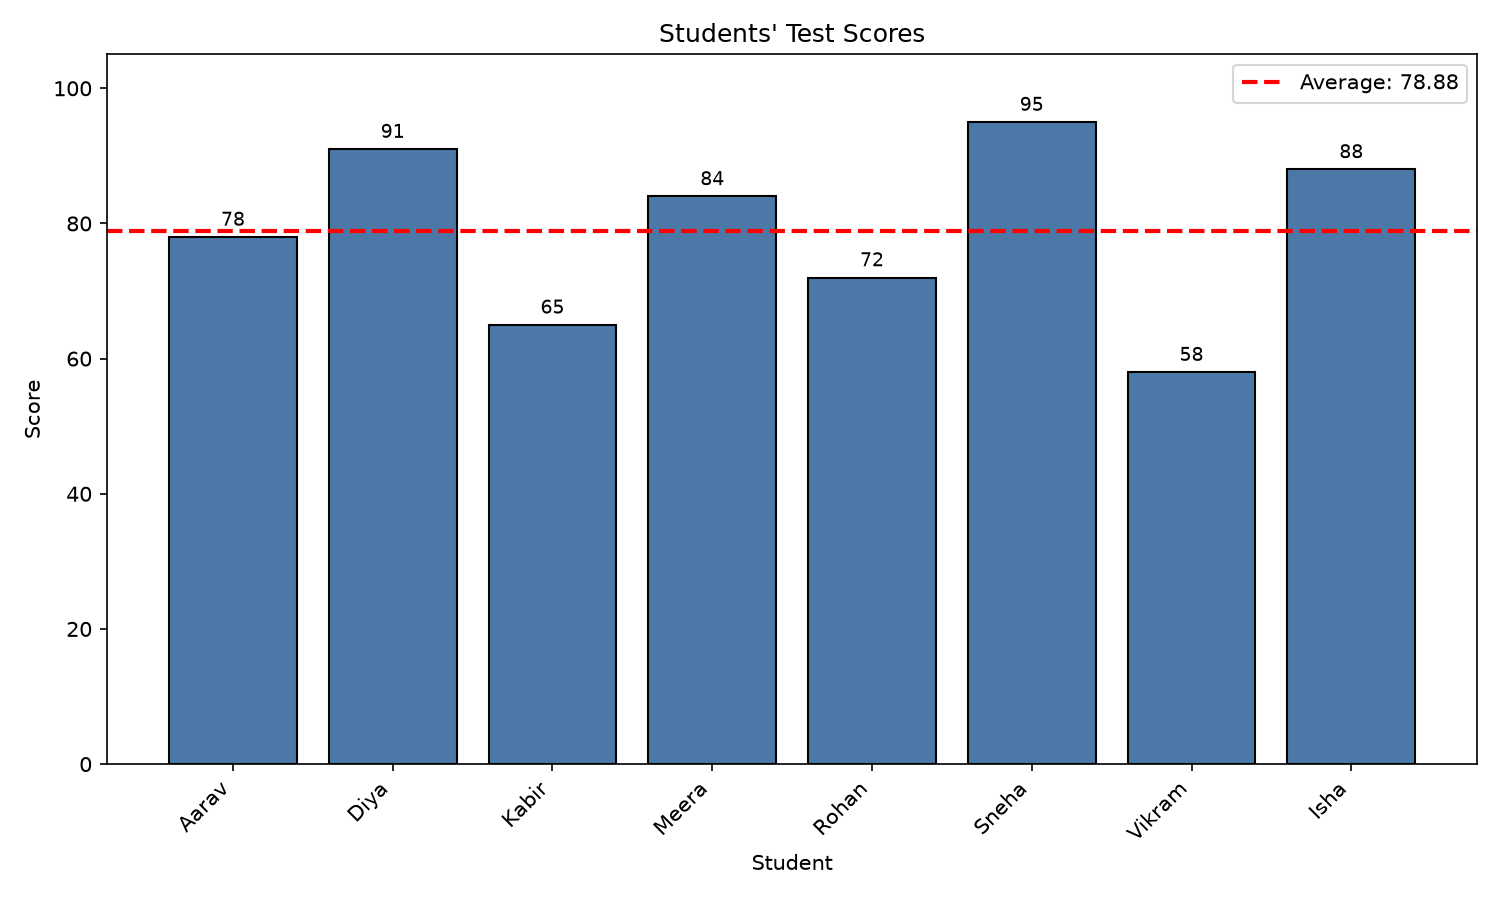 Students' Test Scores
Average: 78.88
100
80
60
40
20
0
Score
78
91
65
84
72
95
58
88
Aarav
Diya
Kabir
Meera
Rohan
Sneha
Vikram
Isha
Student